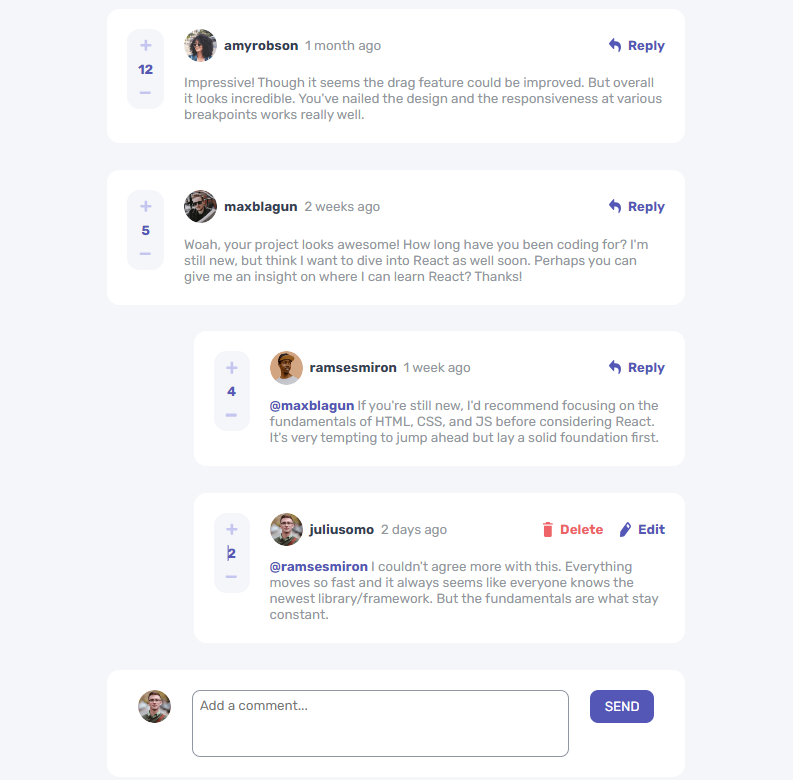 +
amyrobson 1 month ago Reply
12
−
Impressive! Though it seems the drag feature could be improved. But overall
it looks incredible. You've nailed the design and the responsiveness at various
breakpoints works really well.
+
maxblagun 2 weeks ago Reply
5
−
Woah, your project looks awesome! How long have you been coding for? I'm
still new, but think I want to dive into React as well soon. Perhaps you can
give me an insight on where I can learn React? Thanks!
+
ramsesmiron 1 week ago Reply
4
−
@maxblagun If you're still new, I'd recommend focusing on the
fundamentals of HTML, CSS, and JS before considering React.
It's very tempting to jump ahead but lay a solid foundation first.
+
juliusomo 2 days ago Delete Edit
2
−
@ramsesmiron I couldn't agree more with this. Everything
moves so fast and it always seems like everyone knows the
newest library/framework. But the fundamentals are what stay
constant.
Add a comment... SEND